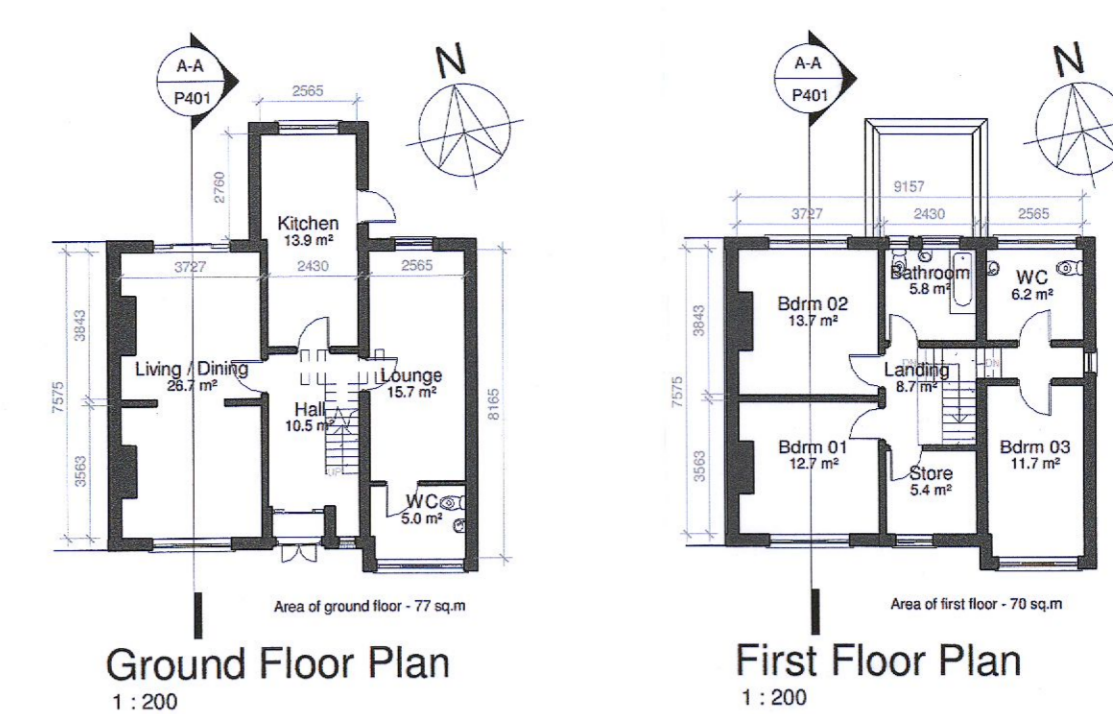 A-A
P401
N
2565
2760
Kitchen
13.9 m²
3727
2430
2565
3843
7575
3563
8165
Living / Dining
26.7 m²
Lounge
15.7 m²
Hall
10.5 m²
UP
WC
5.0 m²
Area of ground floor - 77 sq.m
Ground Floor Plan
1 : 200
A-A
P401
N
9157
3727
2430
2565
Bathroom
5.8 m²
WC
6.2 m²
Bdrm 02
13.7 m²
3843
7575
3563
DN
DN
Landing
8.7 m²
Bdrm 01
12.7 m²
Bdrm 03
11.7 m²
Store
5.4 m²
Area of first floor - 70 sq.m
First Floor Plan
1 : 200